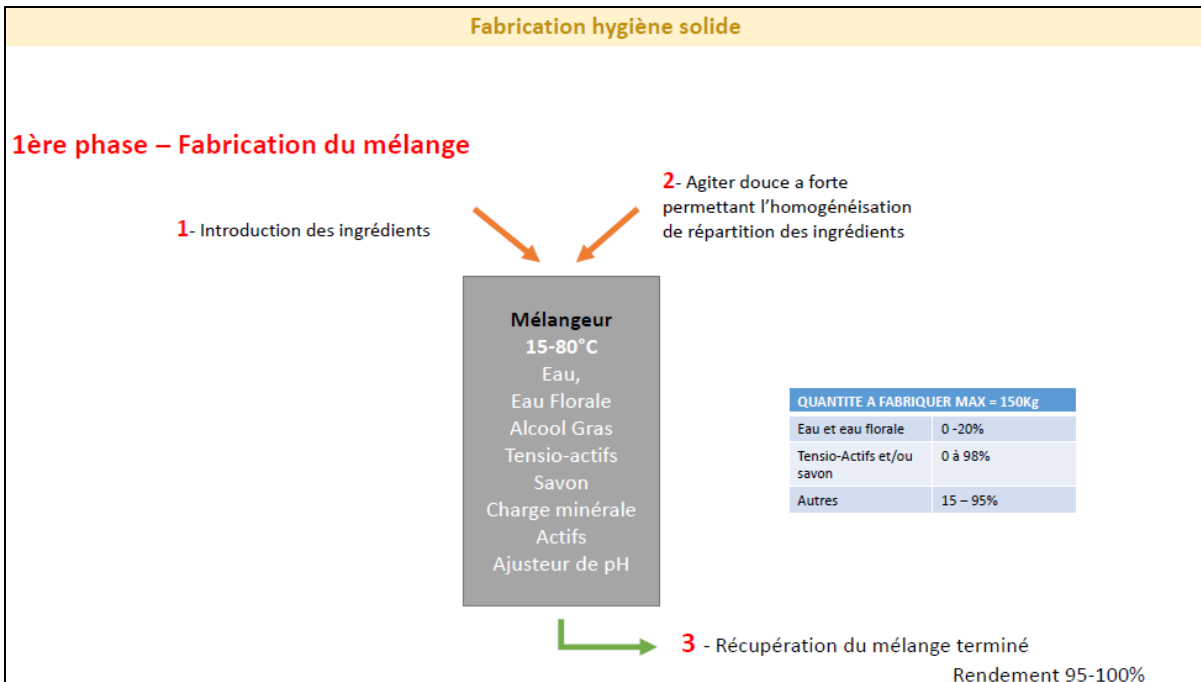 Fabrication hygiène solide
1ère phase – Fabrication du mélange
1- Introduction des ingrédients
2- Agiter douce a forte
permettant l’homogénéisation
de répartition des ingrédients
Mélangeur
15-80°C
Eau,
Eau Florale
Alcool Gras
Tensio-actifs
Savon
Charge minérale
Actifs
Ajusteur de pH
QUANTITE A FABRIQUER MAX = 150Kg
Eau et eau florale 0 -20%
Tensio-Actifs et/ou 0 à 98%
savon
Autres 15 – 95%
3 - Récupération du mélange terminé
Rendement 95-100%